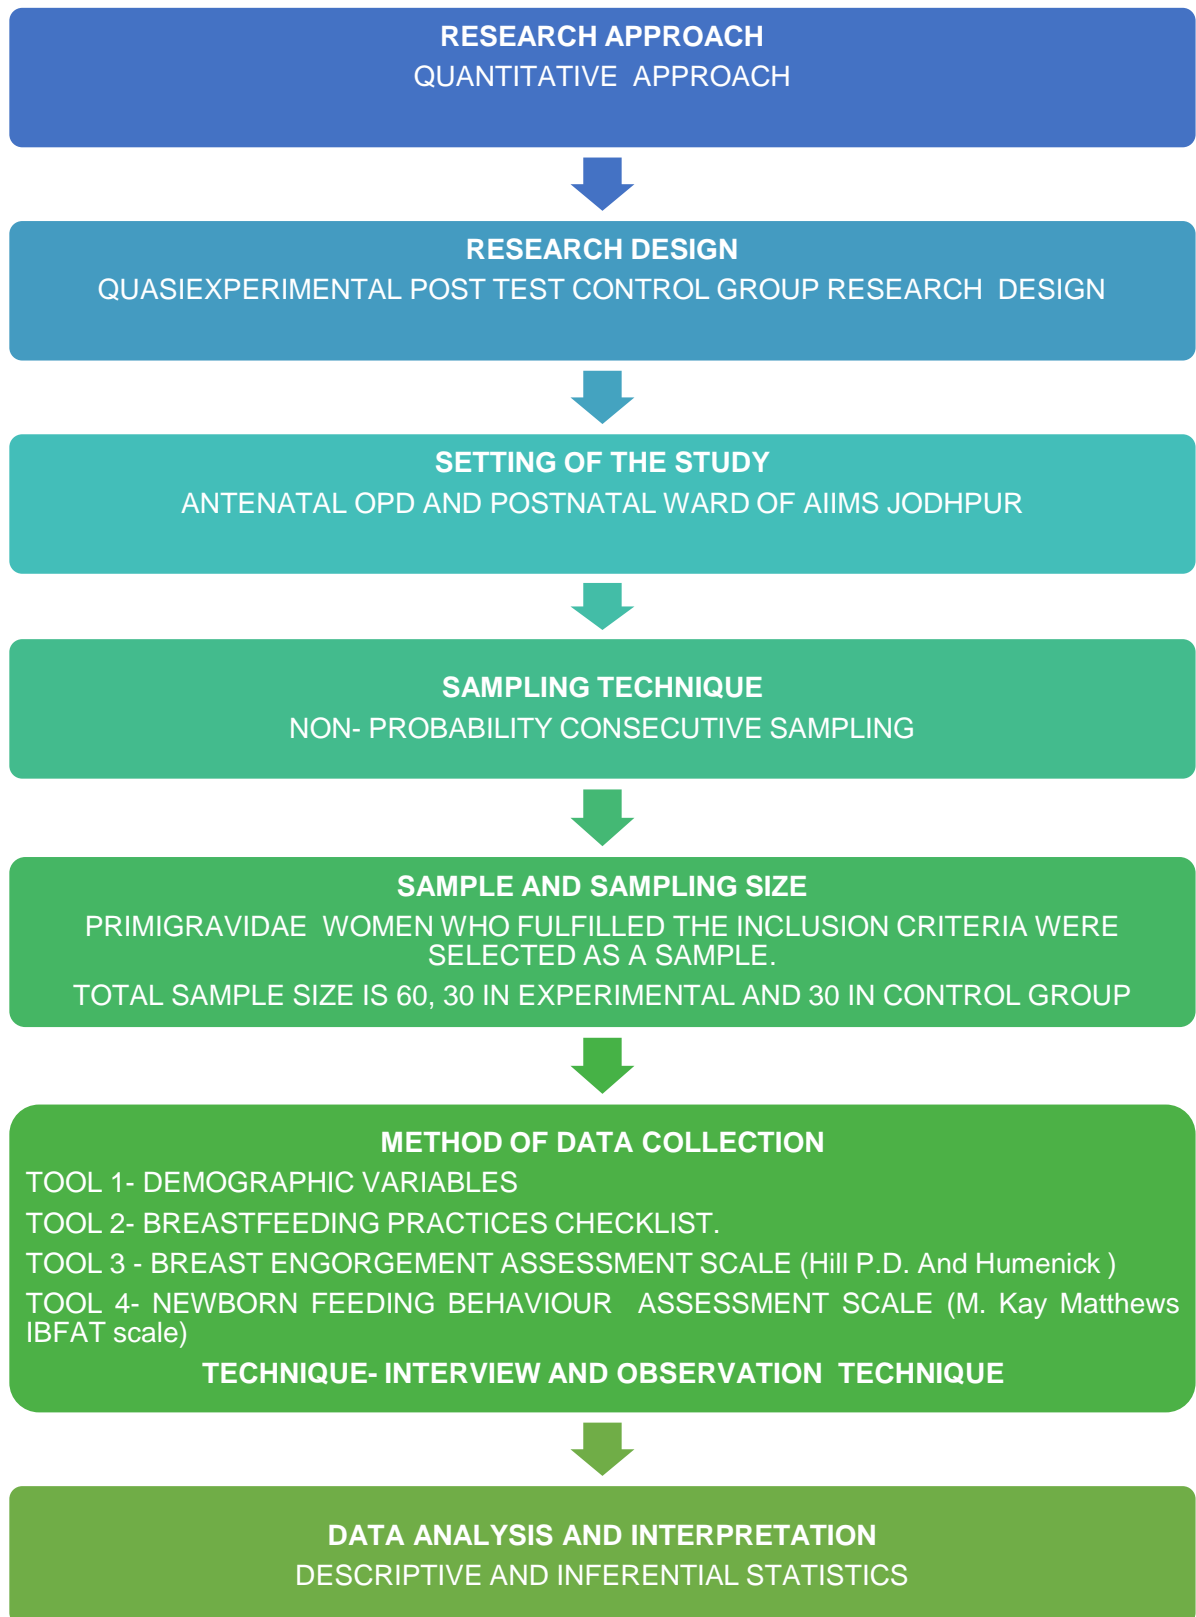 RESEARCH APPROACH
QUANTITATIVE APPROACH
RESEARCH DESIGN
QUASIEXPERIMENTAL POST TEST CONTROL GROUP RESEARCH DESIGN
SETTING OF THE STUDY
ANTENATAL OPD AND POSTNATAL WARD OF AIIMS JODHPUR
SAMPLING TECHNIQUE
NON- PROBABILITY CONSECUTIVE SAMPLING
SAMPLE AND SAMPLING SIZE
PRIMIGRAVIDAE WOMEN WHO FULFILLED THE INCLUSION CRITERIA WERE
SELECTED AS A SAMPLE.
TOTAL SAMPLE SIZE IS 60, 30 IN EXPERIMENTAL AND 30 IN CONTROL GROUP
METHOD OF DATA COLLECTION
TOOL 1- DEMOGRAPHIC VARIABLES
TOOL 2- BREASTFEEDING PRACTICES CHECKLIST.
TOOL 3 - BREAST ENGORGEMENT ASSESSMENT SCALE (Hill P.D. And Humenick )
TOOL 4- NEWBORN FEEDING BEHAVIOUR ASSESSMENT SCALE (M. Kay Matthews
IBFAT scale)
TECHNIQUE- INTERVIEW AND OBSERVATION TECHNIQUE
DATA ANALYSIS AND INTERPRETATION
DESCRIPTIVE AND INFERENTIAL STATISTICS